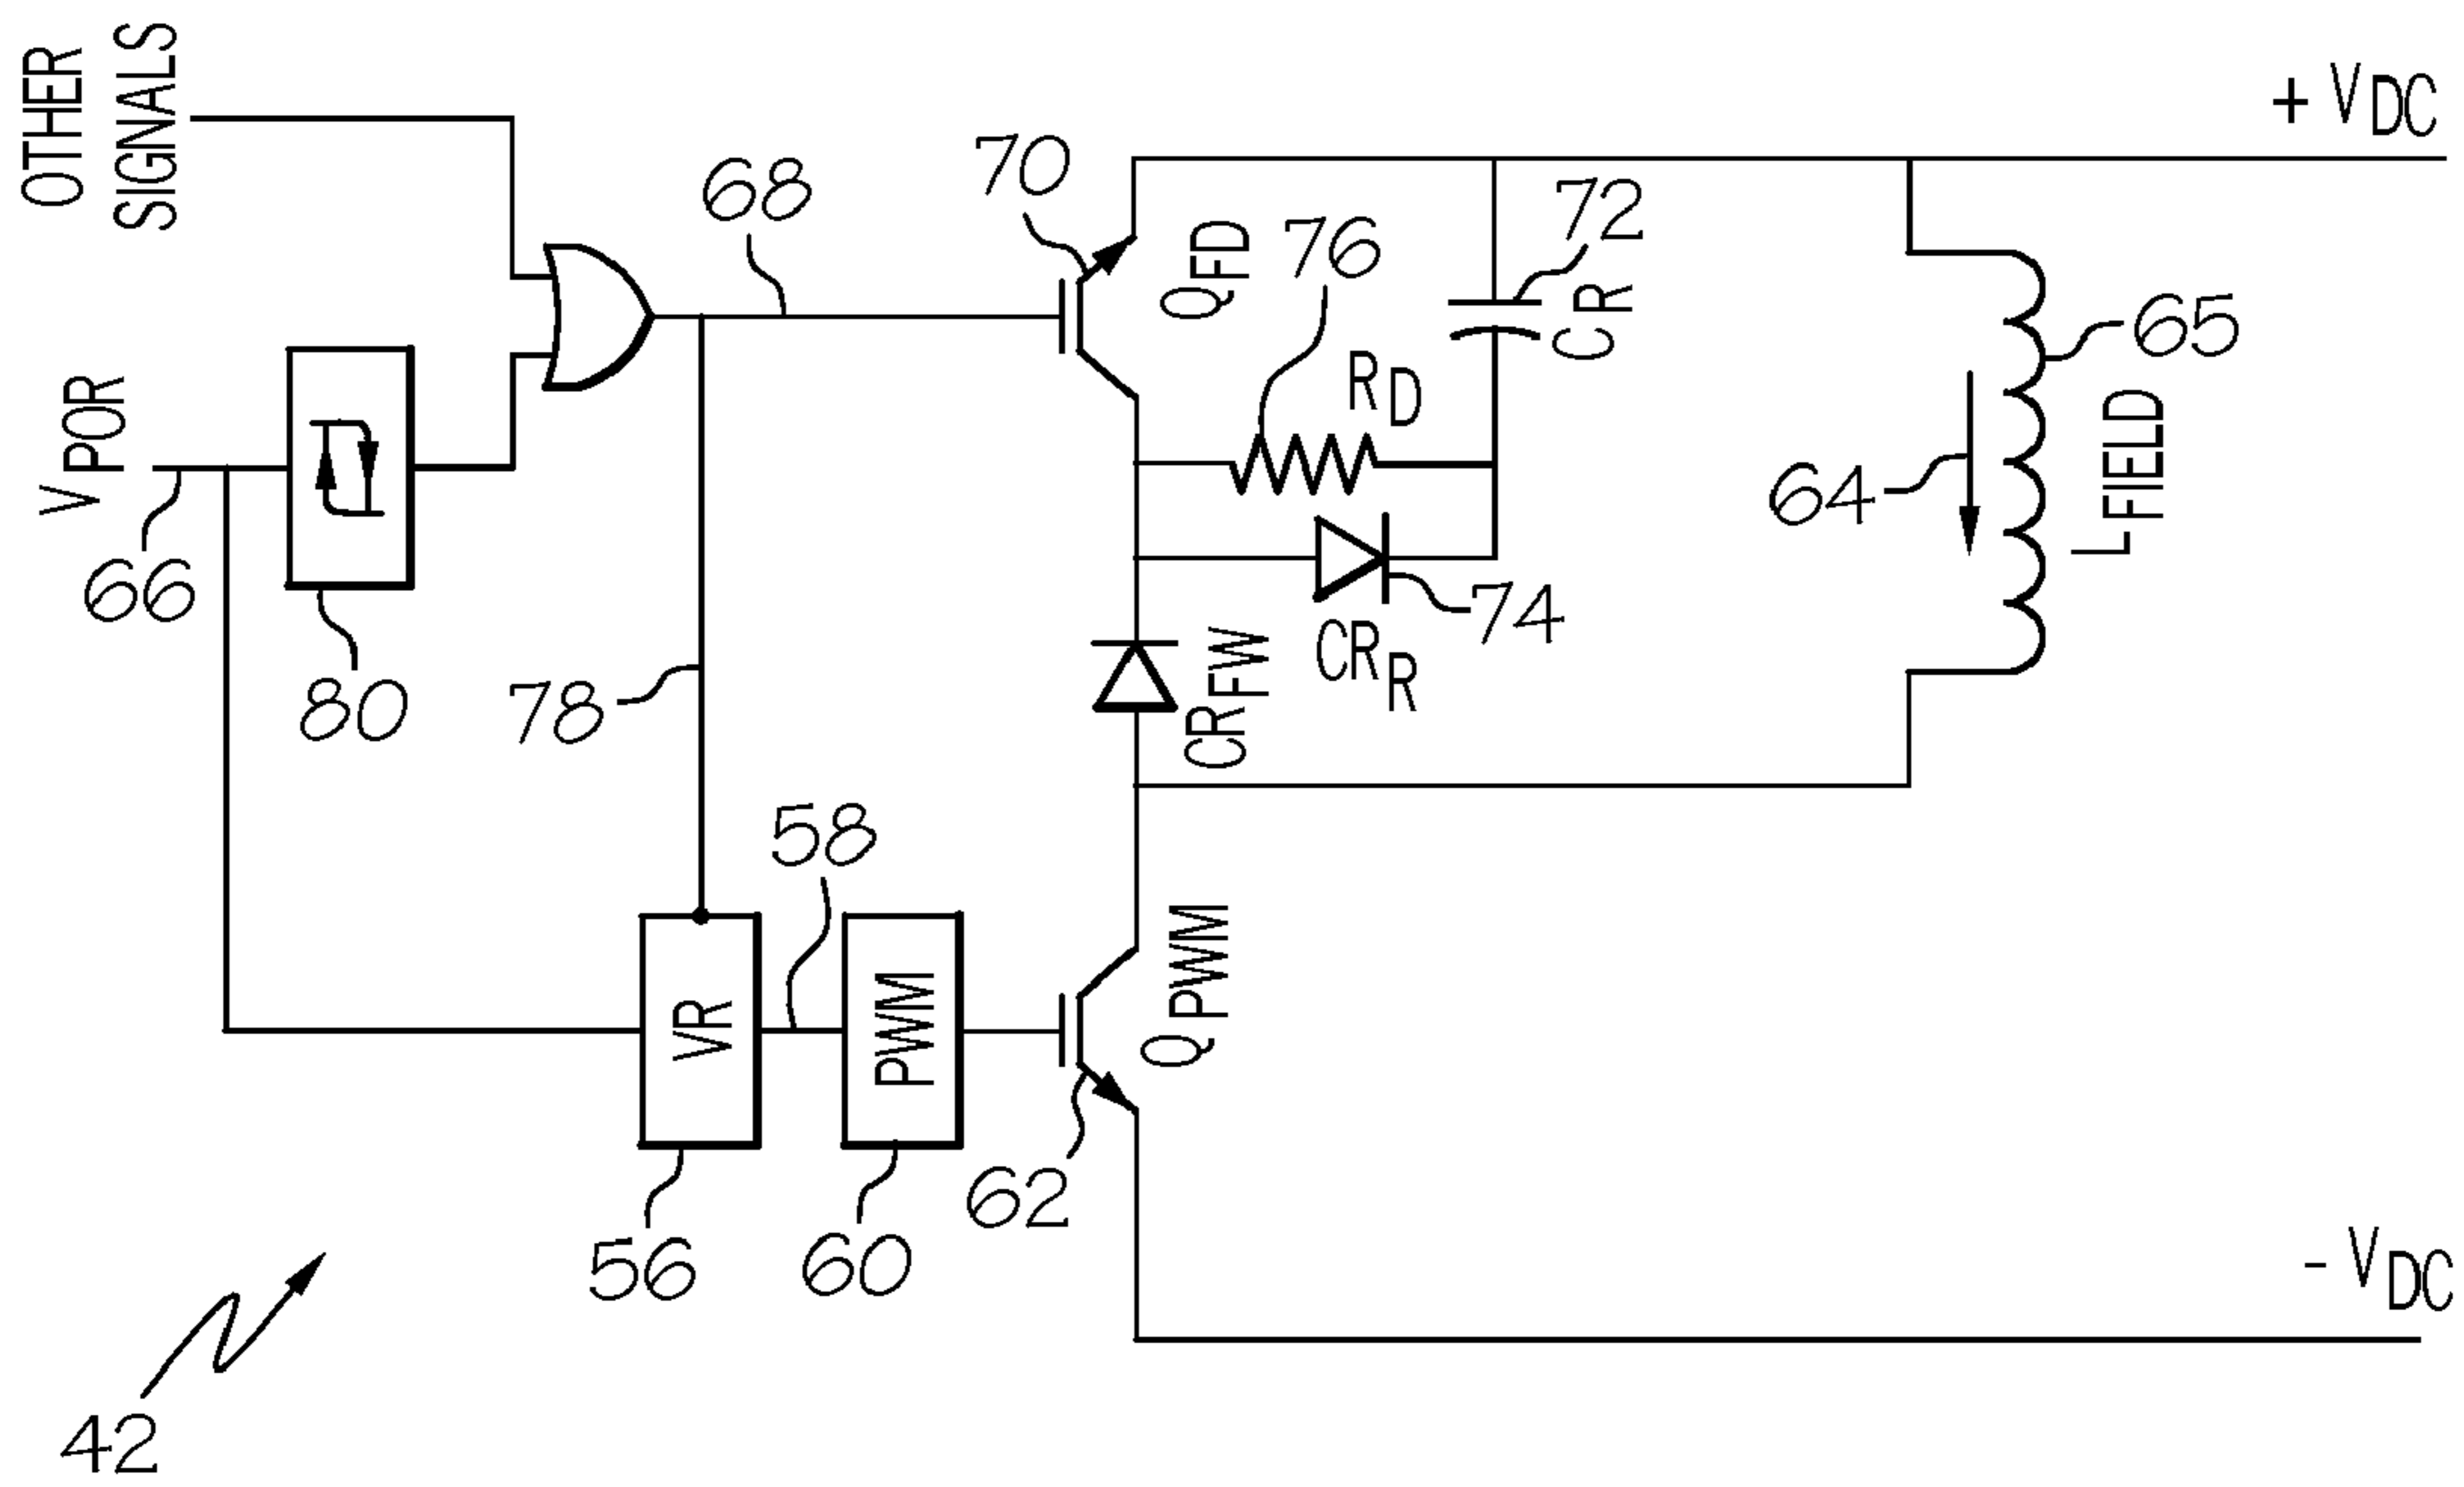 OTHER
SIGNALS
+ VDC
68
70
QFD
76
72
CR
RD
65
VPOR
66
80
78
64
LFIELD
74
CRR
CRFW
58
VR
PWM
QPWM
62
56
60
- VDC
42